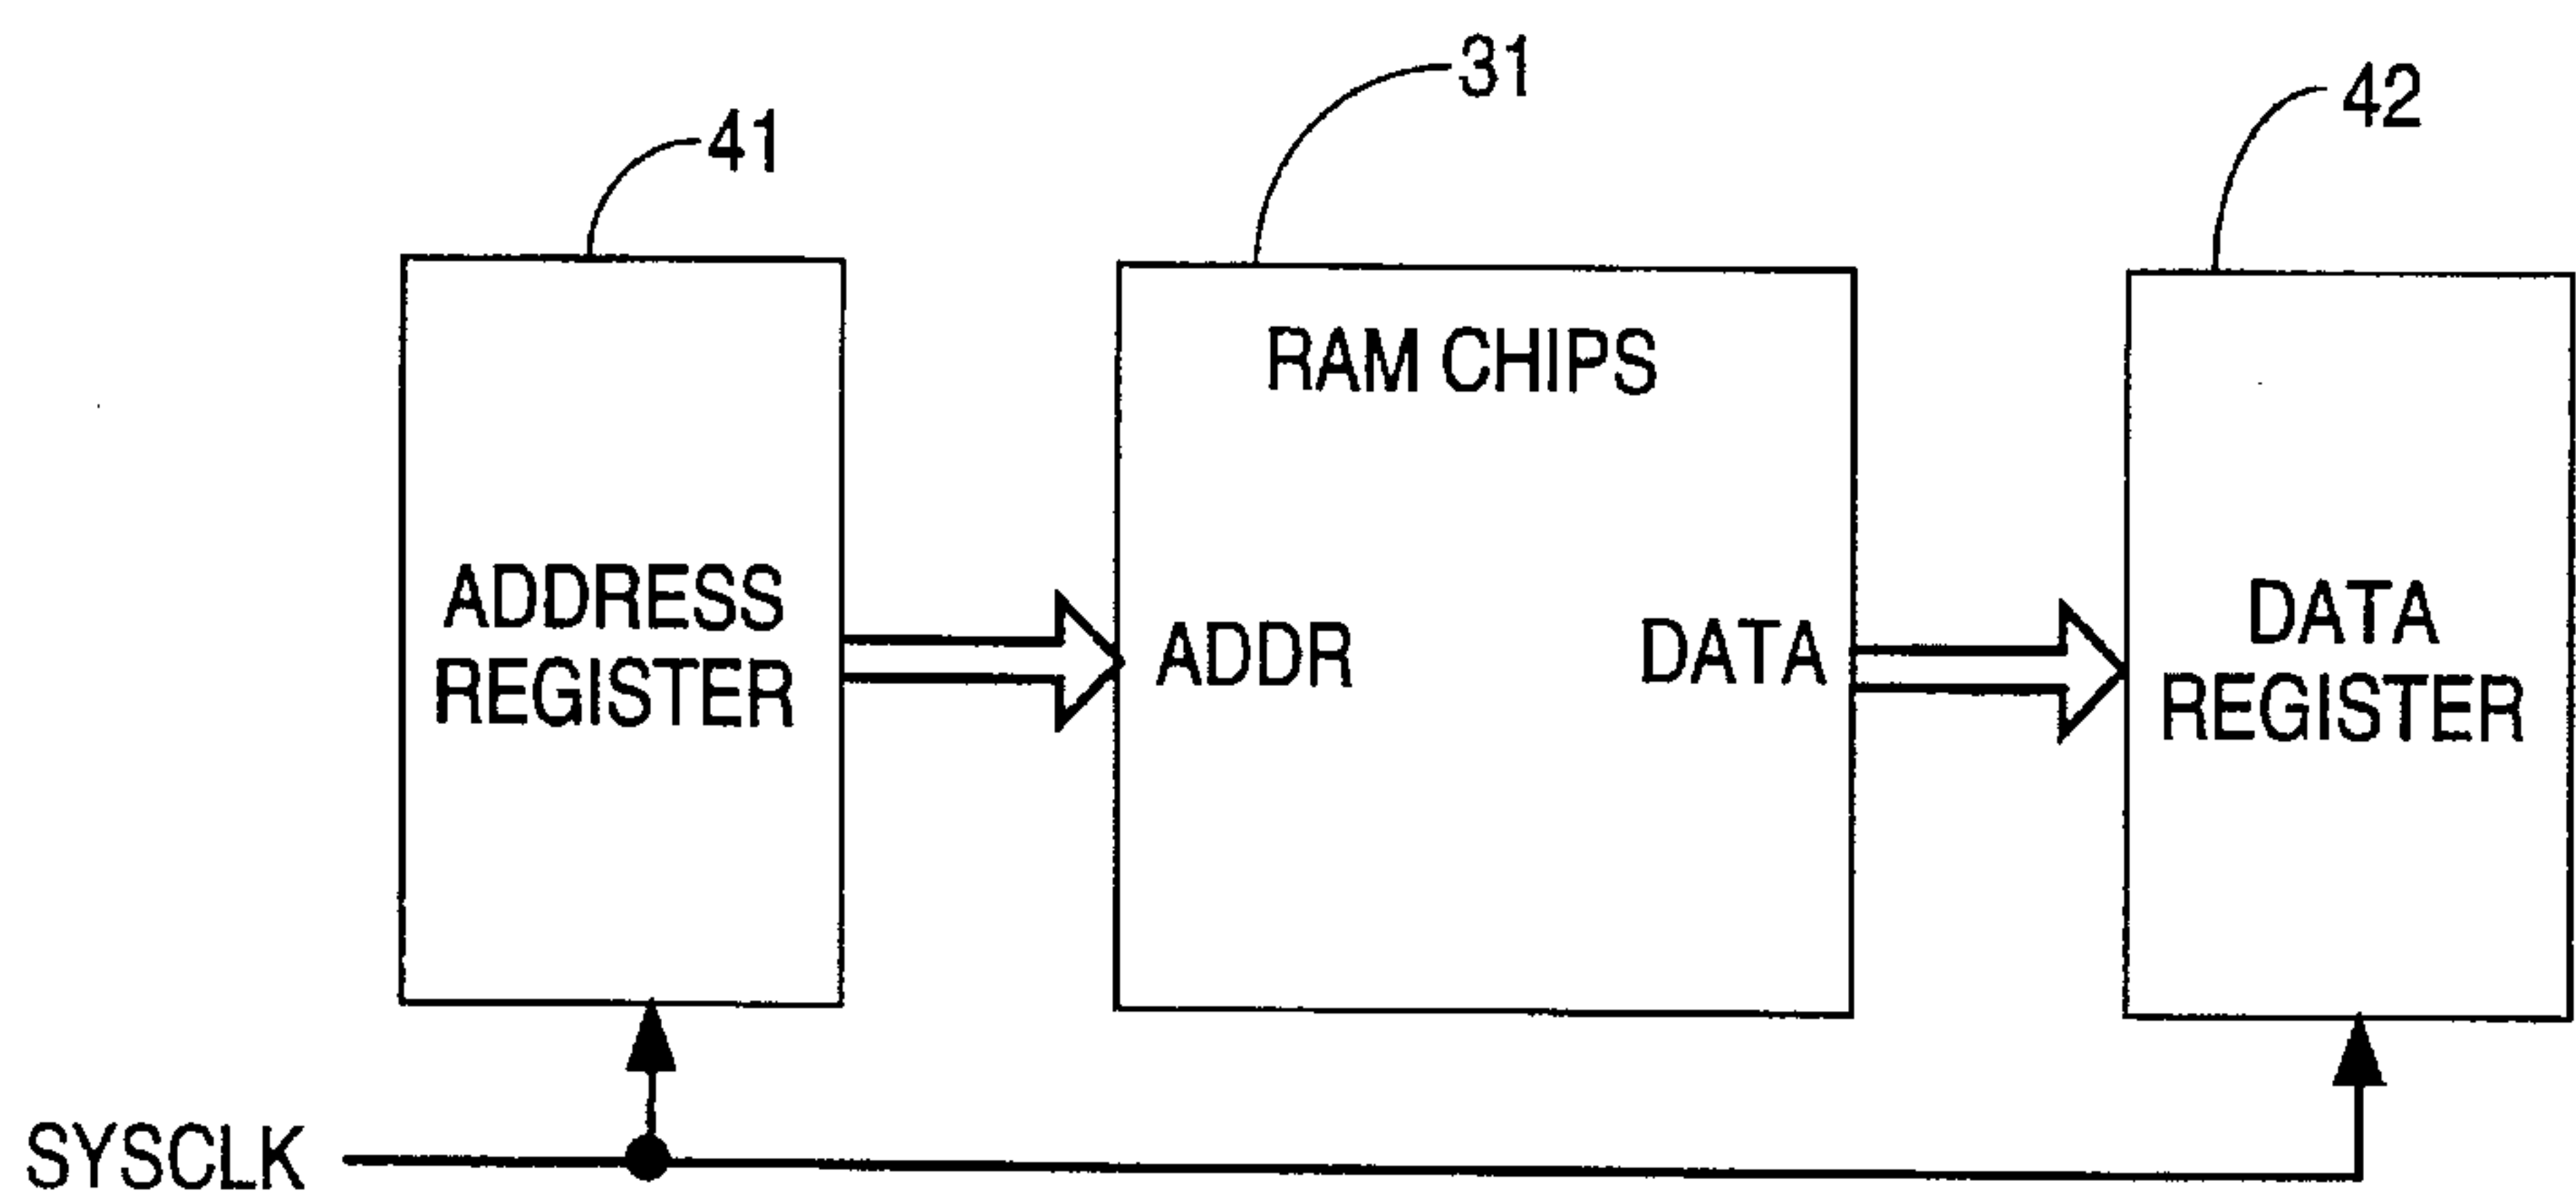 31
42
41
RAM CHIPS
ADDRESS
REGISTER
ADDR
DATA
DATA
REGISTER
SYSCLK